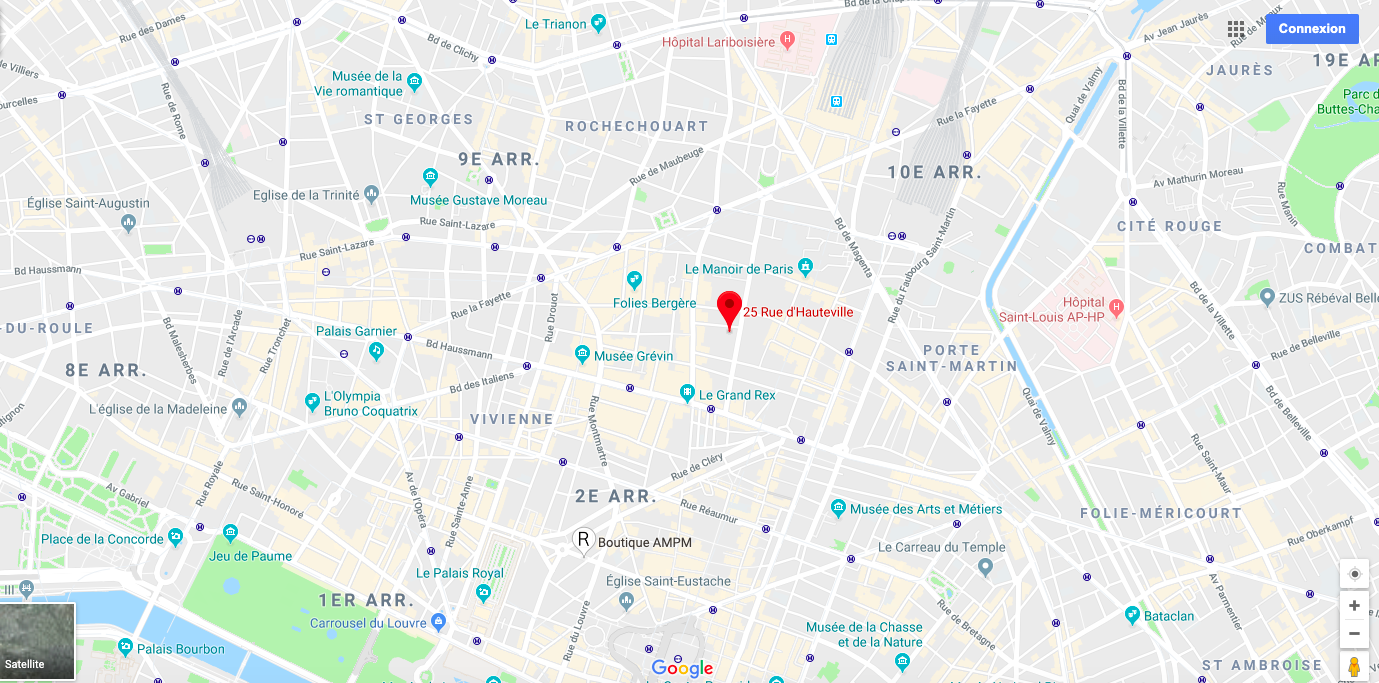 Bd de la Chapelle
Le Trianon
Rue des Dames
Av Jean Jaurès
Connexion
Bd de Clichy
Hôpital Lariboisière
H
19E AR
JAURÈS
Musée de la
Vie romantique
Quai de Valmy
Bd de la Villette
Parc d
Buttes-Cha
Rue de Rome
Rue la Fayette
ST GEORGES
ROCHECHOUART
9E ARR.
Rue de Maubeuge
10E ARR.
Av Mathurin Moreau
Rue Manin
Eglise de la Trinité
Musée Gustave Moreau
Église Saint-Augustin
Rue Saint-Lazare
Rue Saint-Lazare
Bd de Magenta
Rue du Faubourg Saint-Martin
CITÉ ROUGE
COMBAT
Bd Haussmann
Le Manoir de Paris
Folies Bergère
25 Rue d'Hauteville
Hôpital
Saint-Louis AP-HP
H
Bd de la Villette
ZUS Rébéval Belle
-DU-ROULE
Rue la Fayette
Rue Drouot
Rue de l'Arcade
Rue Tronchet
Bd Malesherbes
Palais Garnier
Bd Haussmann
Musée Grévin
PORTE
SAINT-MARTIN
Rue de Belleville
8E ARR.
Bd des Italiens
Le Grand Rex
L'Olympia
Bruno Coquatrix
L'église de la Madeleine
VIVIENNE
Rue Montmartre
Quai de Valmy
Bd de Belleville
Rue de Cléry
Rue Saint-Maur
Av Gabriel
Rue Royale
Rue Saint-Honoré
Av de l'Opéra
Rue Sainte-Anne
2E ARR.
Rue Réaumur
Musée des Arts et Métiers
FOLIE-MÉRICOURT
Rue Oberkampf
Place de la Concorde
Jeu de Paume
R
Boutique AMPM
Le Carreau du Temple
Le Palais Royal
Église Saint-Eustache
III
1ER ARR.
Carrousel du Louvre
Rue du Louvre
Rue de Bretagne
Av Parmentier
Bataclan
Musée de la Chasse
et de la Nature
Palais Bourbon
Satellite
Google
ST AMBROISE